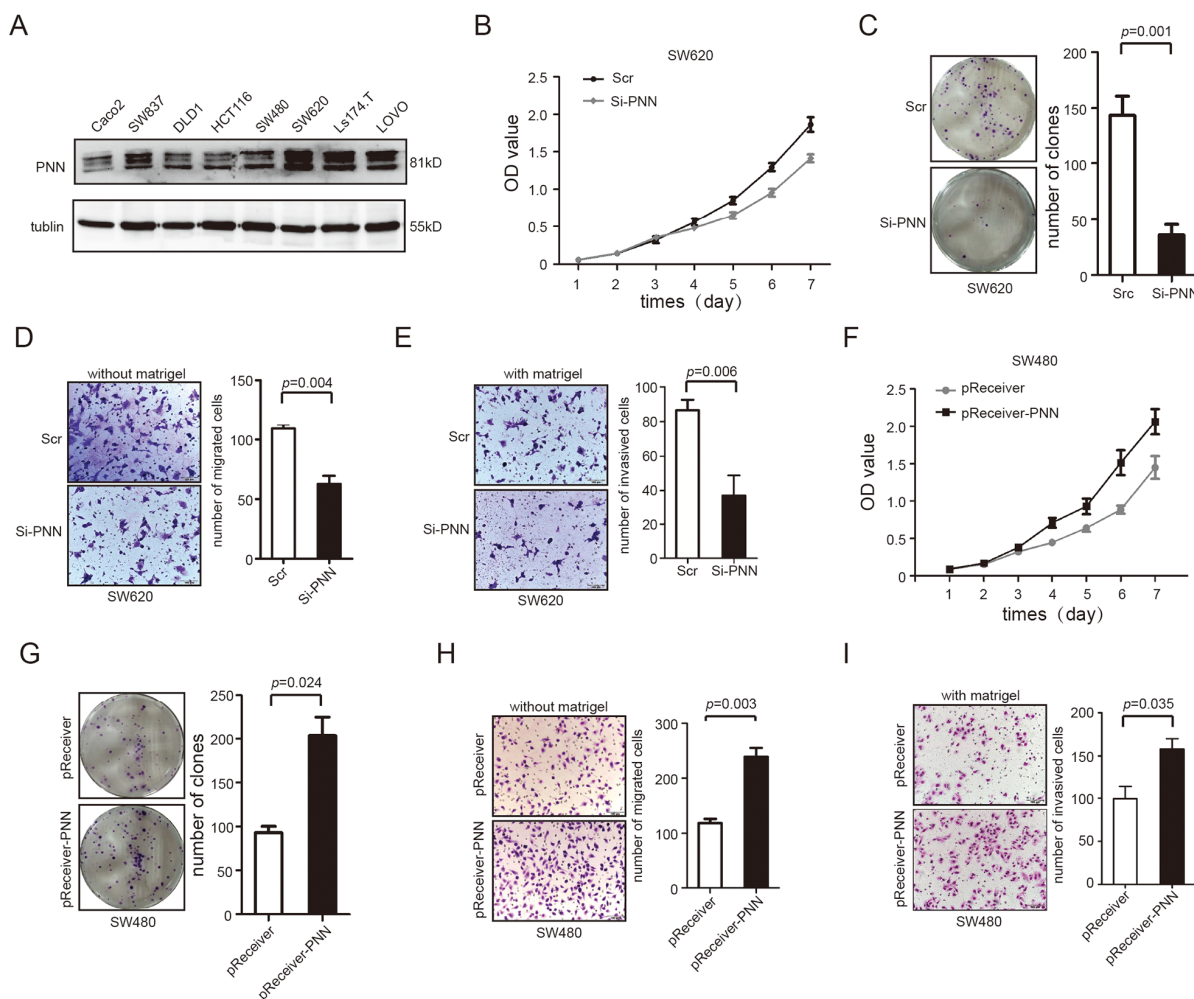 A
Caco2
SW837
DLD1
HCT116
SW480
SW620
Ls174.T
LOVO
PNN
81kD
tublin
55kD
B
SW620
Scr
Si-PNN
OD value
2.5
2.0
1.5
1.0
0.5
0
1 2 3 4 5 6 7
times (day)
C
Scr
Si-PNN
SW620
p=0.001
number of clones
200
150
100
50
0
Src
Si-PNN
D
without matrigel
Scr
Si-PNN
SW620
p=0.004
number of migrated cells
150
100
50
0
Scr
Si-PNN
E
with matrigel
Scr
Si-PNN
SW620
p=0.006
number of invasived cells
100
80
60
40
20
0
Scr
Si-PNN
F
SW480
pReceiver
pReceiver-PNN
OD value
2.5
2.0
1.5
1.0
0.5
0
1 2 3 4 5 6 7
times (day)
G
pReceiver
pReceiver-PNN
SW480
p=0.024
number of clones
250
200
150
100
50
0
pReceiver
pReceiver-PNN
H
without matrigel
pReceiver
pReceiver-PNN
SW480
p=0.003
number of migrated cells
300
200
100
0
pReceiver
pReceiver-PNN
I
with matrigel
pReceiver
pReceiver-PNN
SW480
p=0.035
number of invasived cells
200
150
100
50
0
pReceiver
pReceiver-PNN